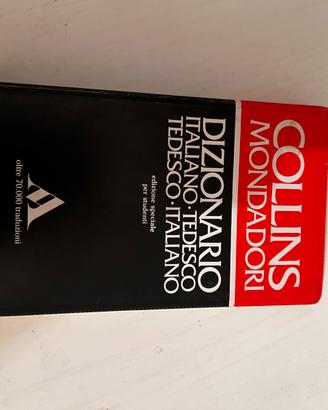 COLLINS
MONDADORI
DIZIONARIO
ITALIANO · TEDESCO
TEDESCO · ITALIANO
edizione speciale
per studenti
oltre 70.000 traduzioni